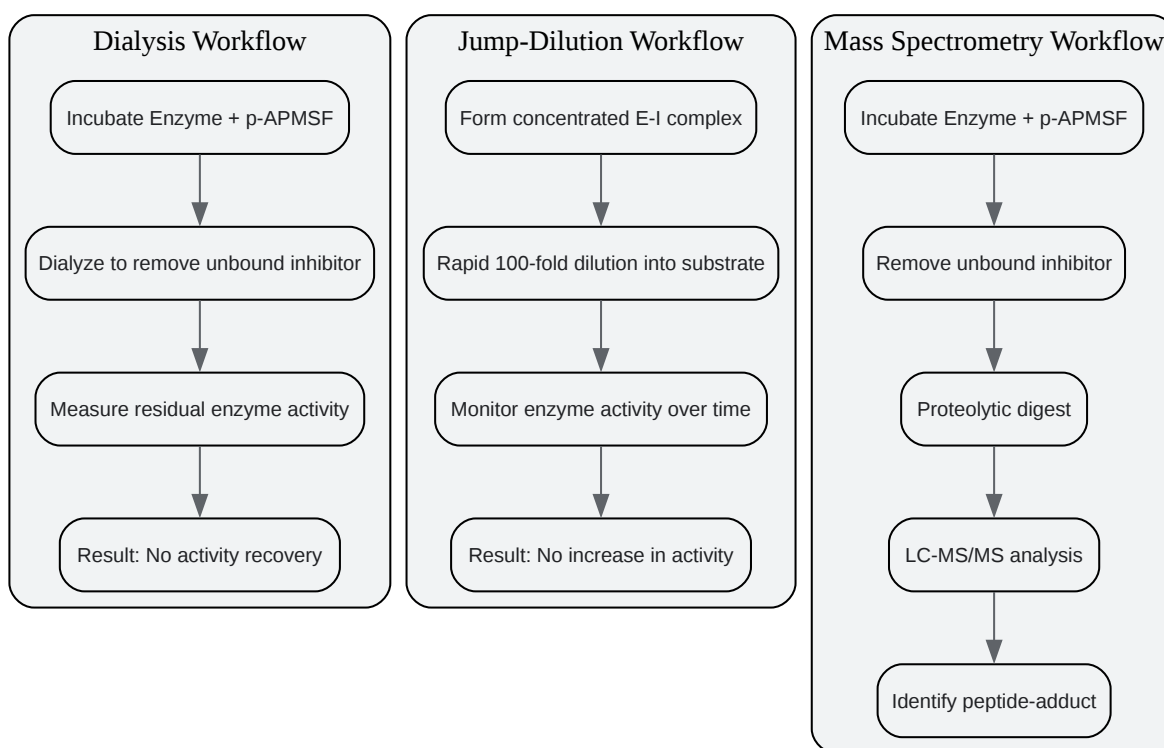 Dialysis Workflow
Incubate Enzyme + p-APMSF
Dialyze to remove unbound inhibitor
Measure residual enzyme activity
Result: No activity recovery
Jump-Dilution Workflow
Form concentrated E-I complex
Rapid 100-fold dilution into substrate
Monitor enzyme activity over time
Result: No increase in activity
Mass Spectrometry Workflow
Incubate Enzyme + p-APMSF
Remove unbound inhibitor
Proteolytic digest
LC-MS/MS analysis
Identify peptide-adduct